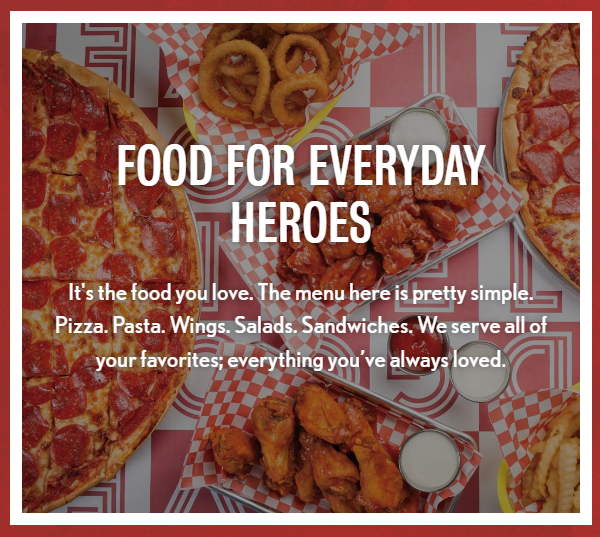 FOOD FOR EVERYDAY
HEROES
It's the food you love. The menu here is pretty simple.
Pizza. Pasta. Wings. Salads. Sandwiches. We serve all of
your favorites; everything you've always loved.